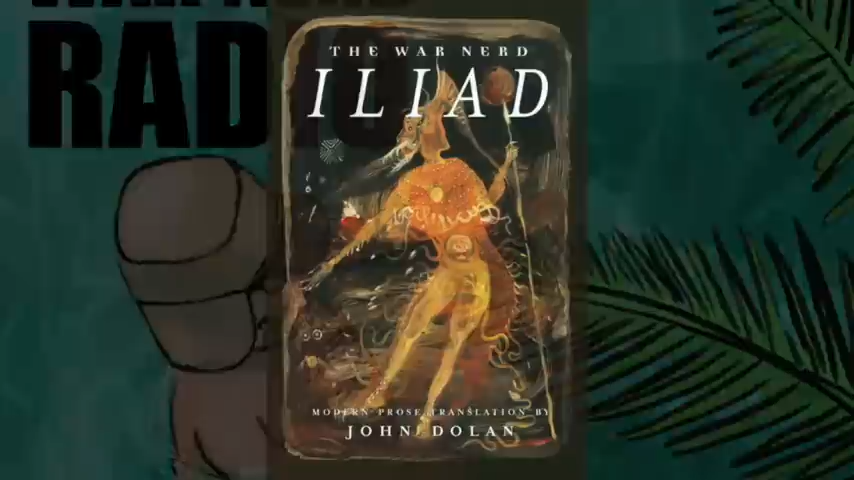 RAD
THE WAR NERD
ILIAD
MODERN PROSE TRANSLATION BY
JOHN DOLAN